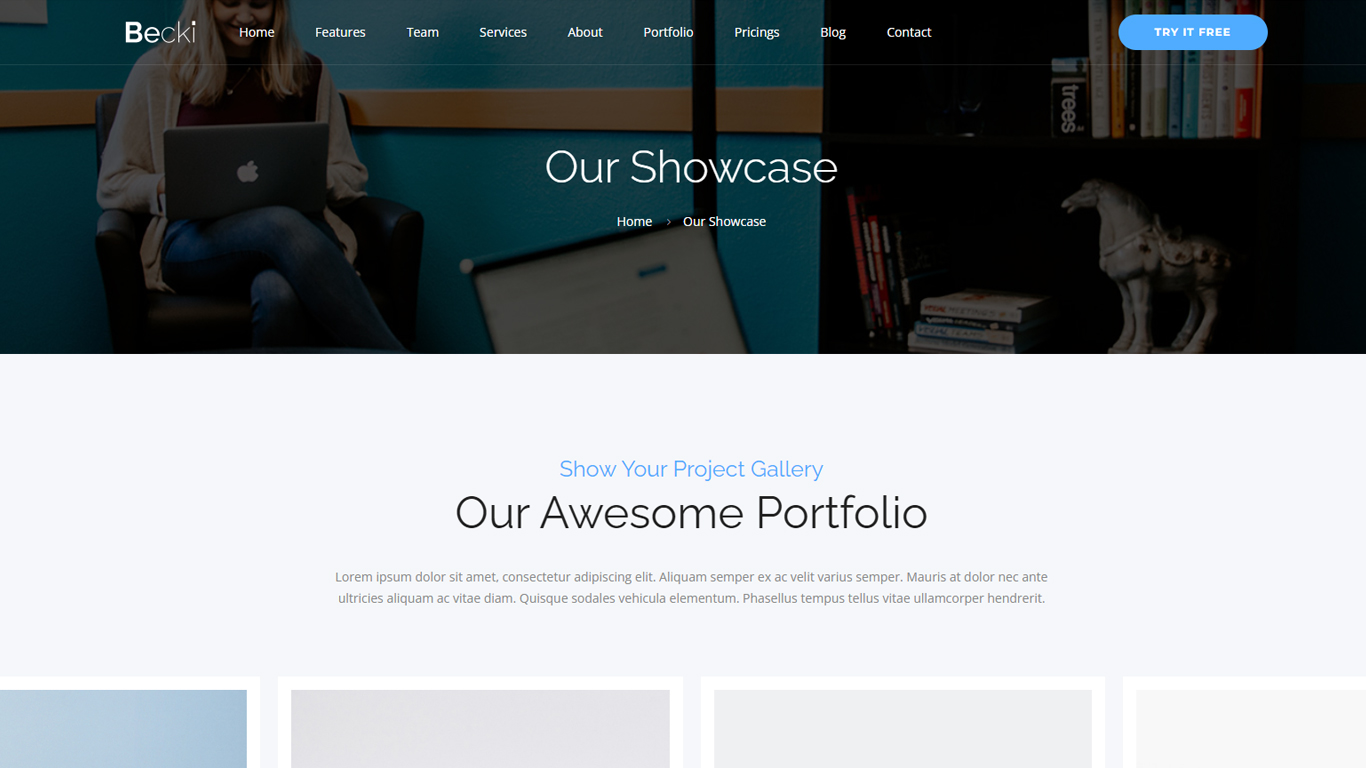 Becki
Home
Features
Team
Services
About
Portfolio
Pricings
Blog
Contact
TRY IT FREE
trees
Our Showcase
Home > Our Showcase
Show Your Project Gallery
Our Awesome Portfolio
Lorem ipsum dolor sit amet, consectetur adipiscing elit. Aliquam semper ex ac velit varius semper. Mauris at dolor nec ante
ultricies aliquam ac vitae diam. Quisque sodales vehicula elementum. Phasellus tempus tellus vitae ullamcorper hendrerit.